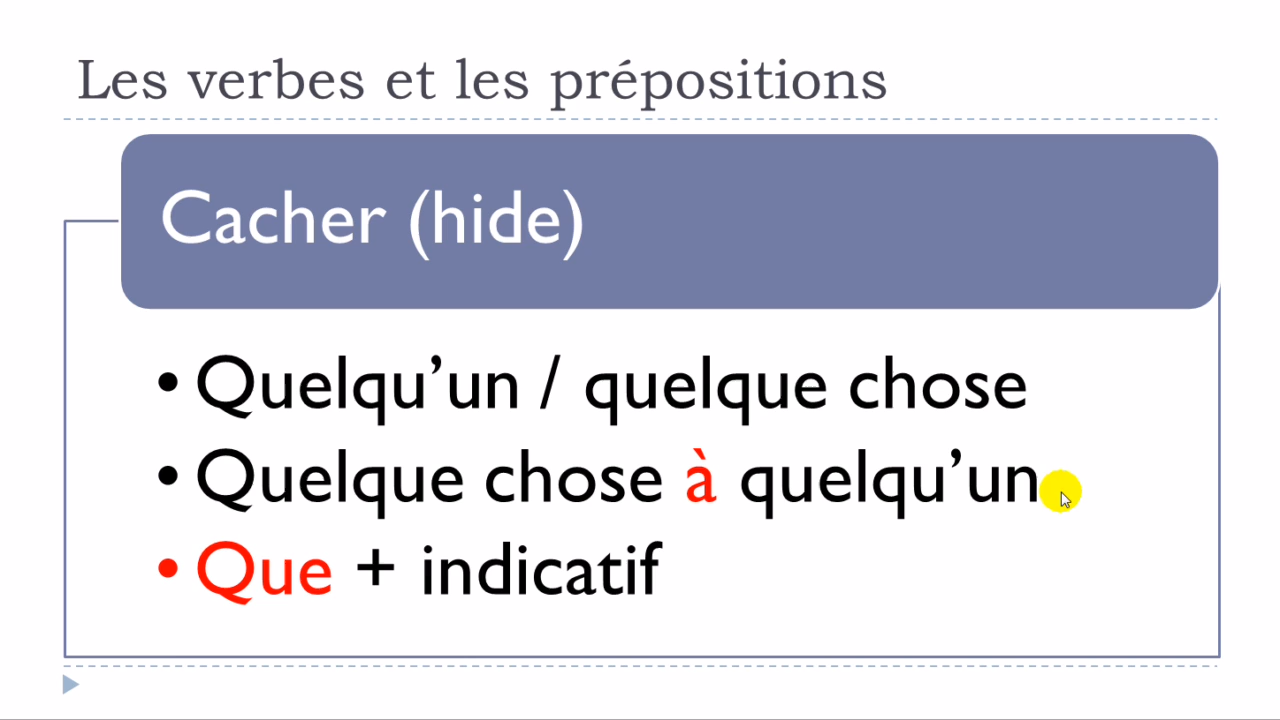 Les verbes et les prépositions
Cacher (hide)
• Quelqu’un / quelque chose
• Quelque chose à quelqu’un
• Que + indicatif